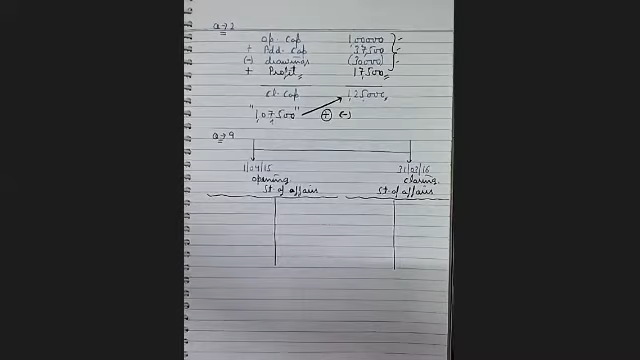 Q→2
Op. Cap 1,00,000
+ Add. Cap 37,500
(-) drawings (30,000)
+ Profit 17,500
Cl. Cap 1,25,000
"1,07,500" + (-)
Q→9
1/04/15 31/03/16
opening closing
St. of affairs St. of affairs